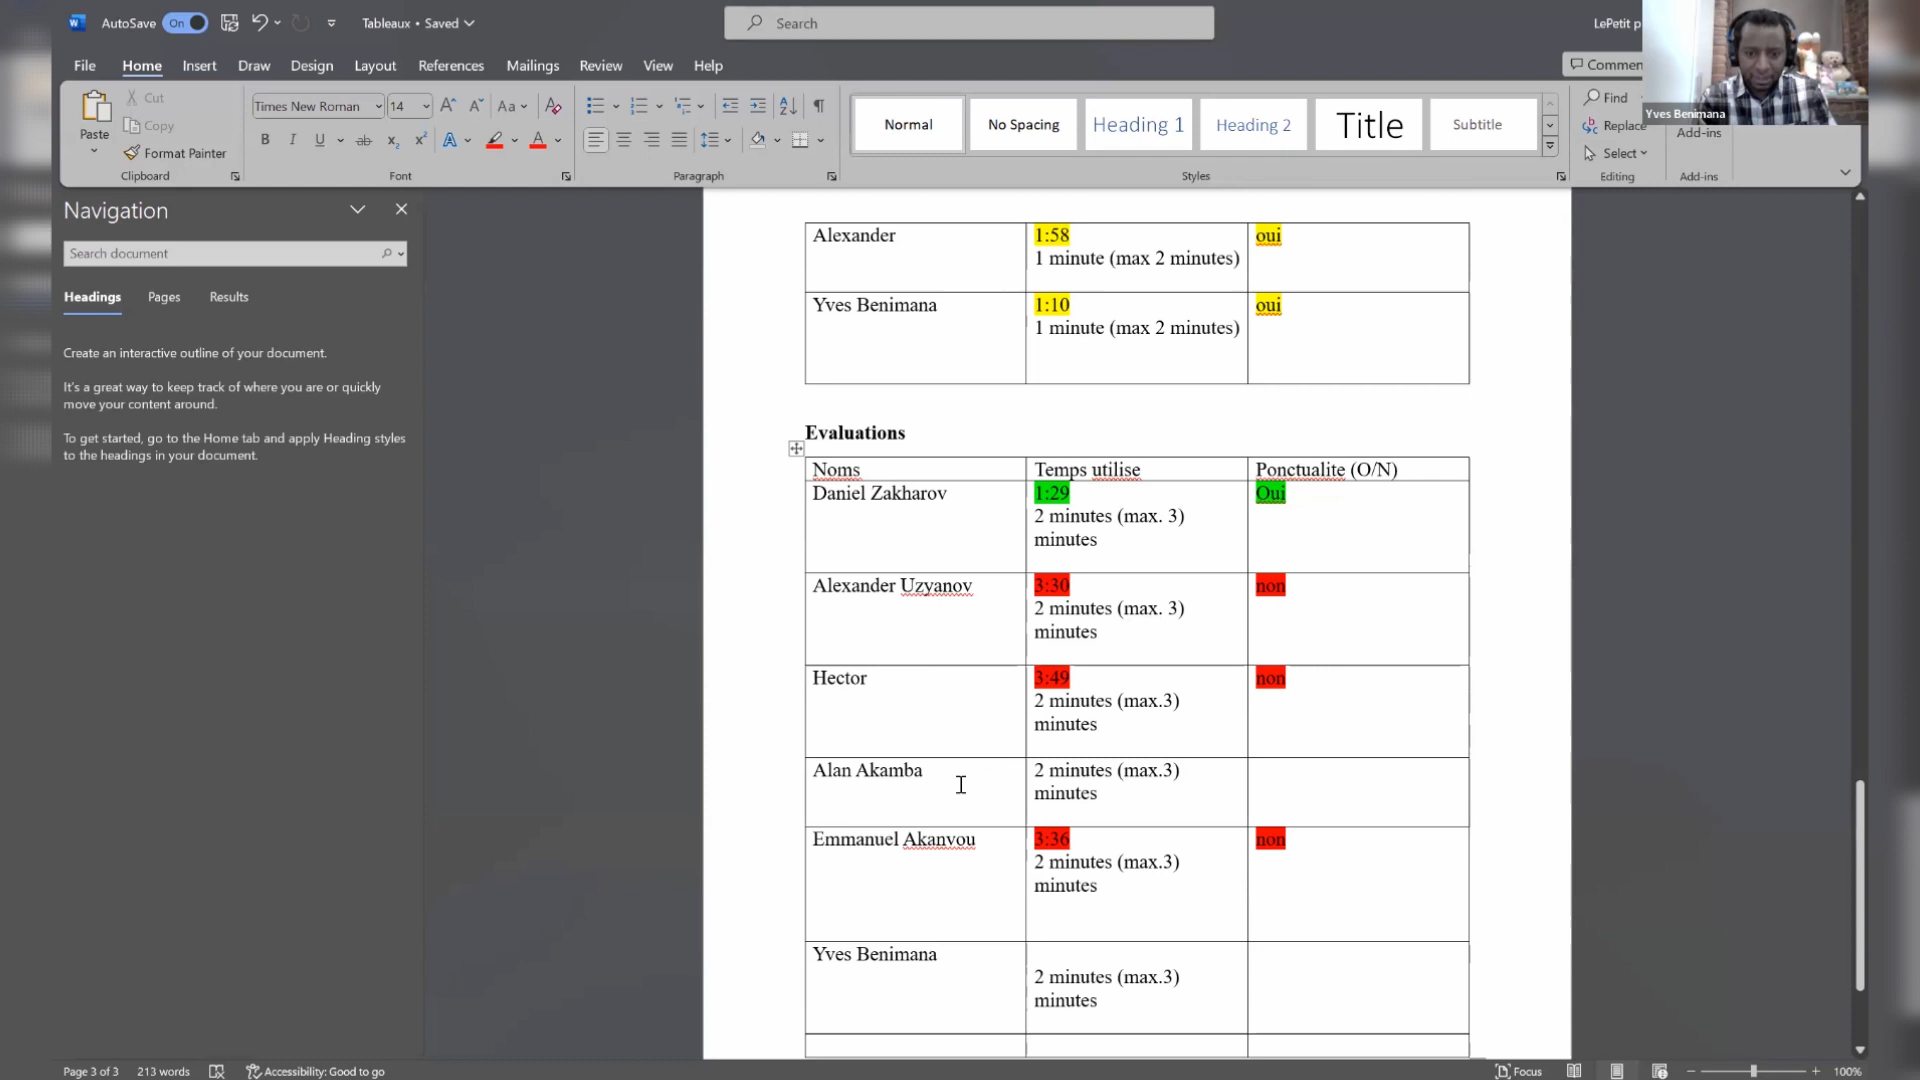 AutoSave On Tableaux • Saved Search LePetit p
File Home Insert Draw Design Layout References Mailings Review View Help
Paste
Cut
Copy
Format Painter
Clipboard
Times New Roman 14
Font
Paragraph
Normal No Spacing Heading 1 Heading 2 Title Subtitle
Styles
Find
Replace
Select
Editing
Add-ins
Add-ins
Commen
Yves Benimana
Navigation
Search document
Headings Pages Results
Create an interactive outline of your document.
It's a great way to keep track of where you are or quickly
move your content around.
To get started, go to the Home tab and apply Heading styles
to the headings in your document.
Alexander 1:58 oui
1 minute (max 2 minutes)
Yves Benimana 1:10 oui
1 minute (max 2 minutes)
Evaluations
Noms Temps utilise Ponctualite (O/N)
Daniel Zakharov 1:29 Oui
2 minutes (max. 3)
minutes
Alexander Uzyanov 3:30 non
2 minutes (max. 3)
minutes
Hector 3:49 non
2 minutes (max.3)
minutes
Alan Akamba 2 minutes (max.3)
minutes
Emmanuel Akanvou 3:36 non
2 minutes (max.3)
minutes
Yves Benimana
2 minutes (max.3)
minutes
Page 3 of 3 213 words Accessibility: Good to go Focus 100%